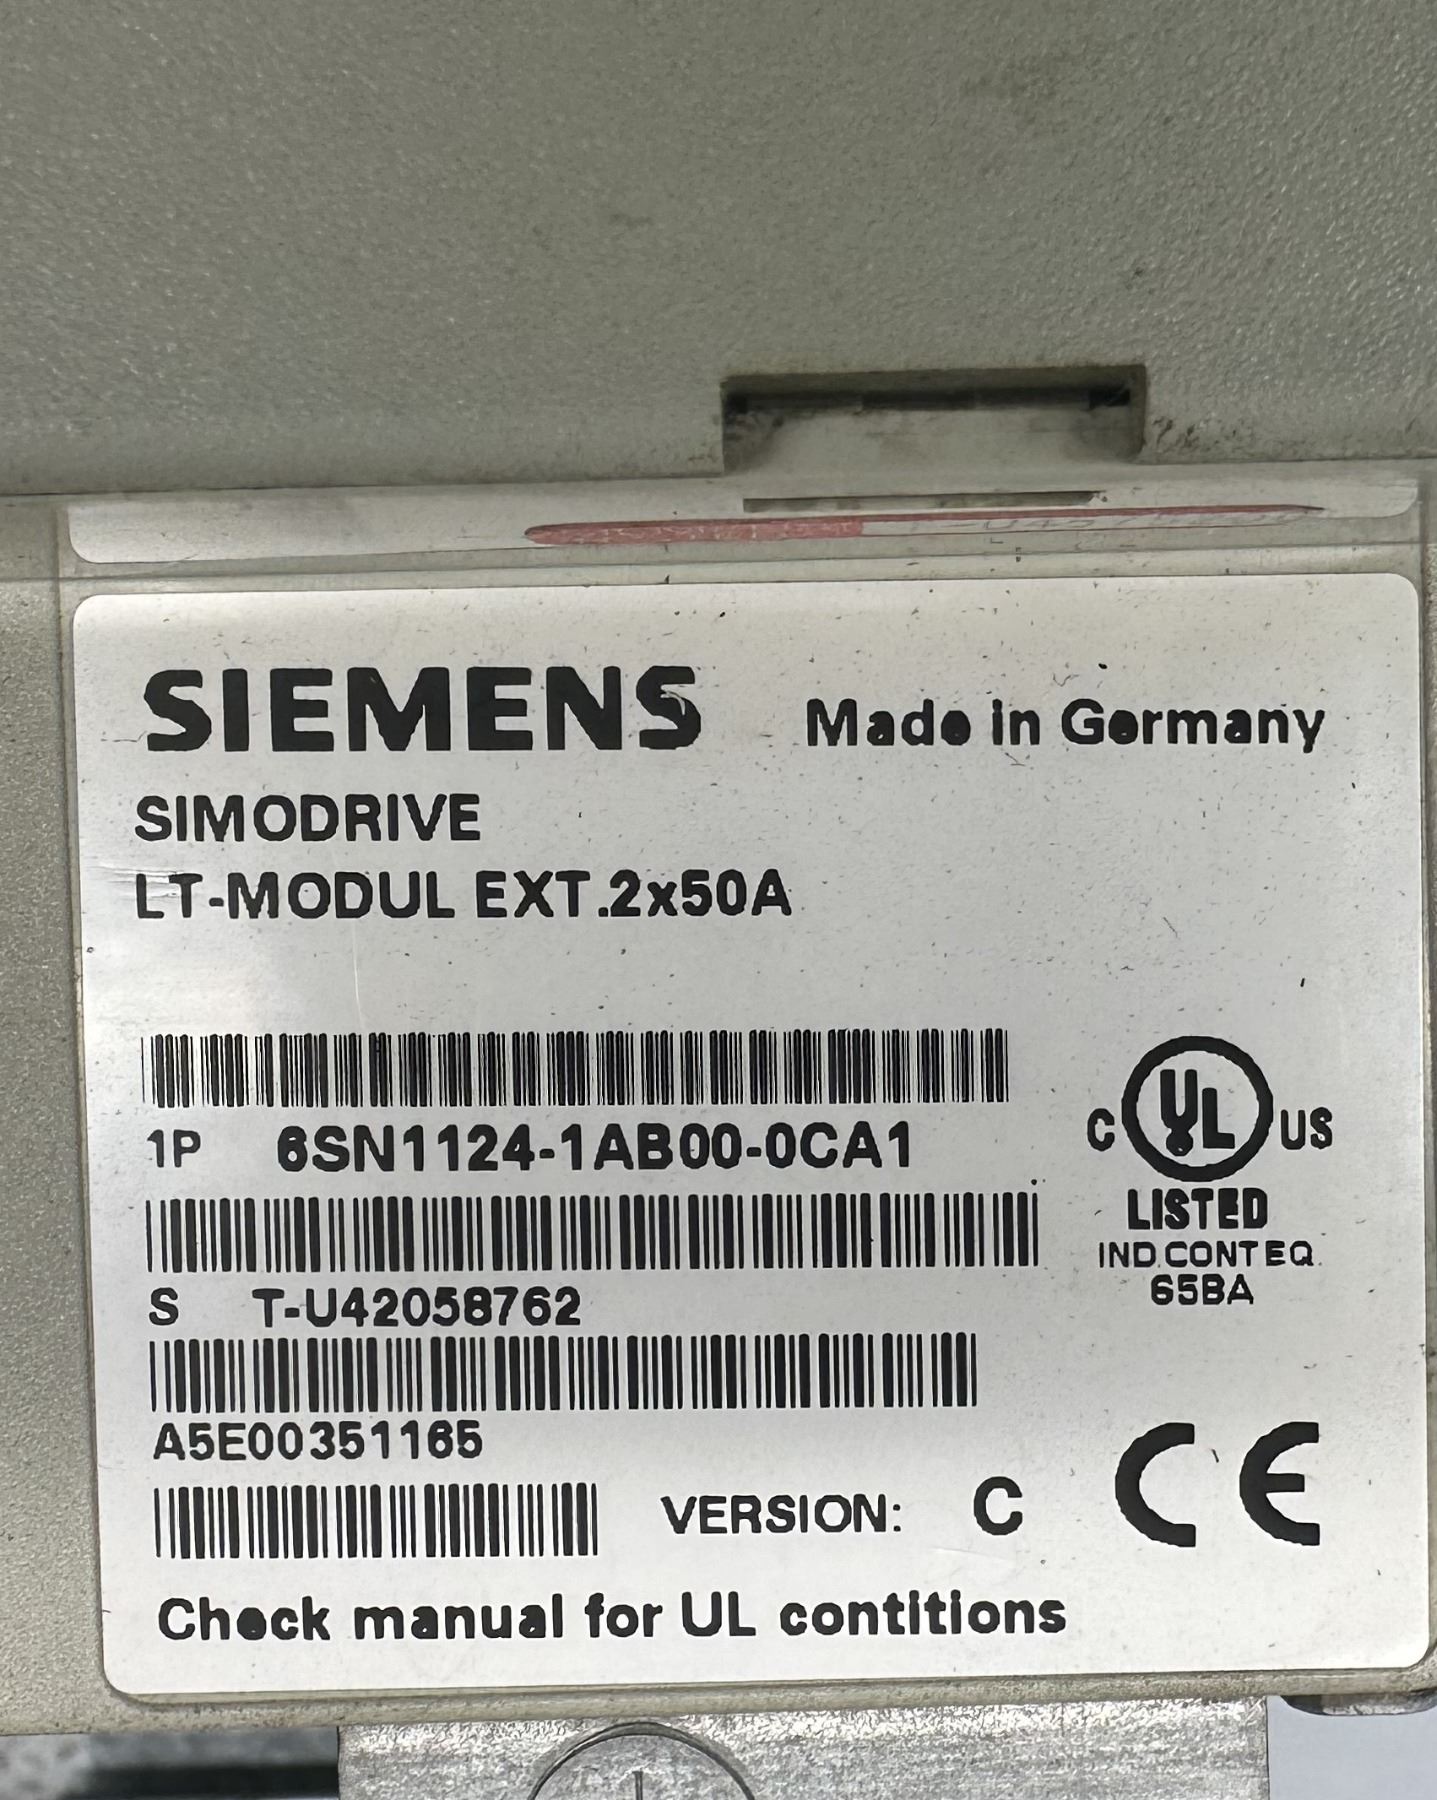 SIEMENS Made in Germany
SIMODRIVE
LT-MODUL EXT.2x50A
1P 6SN1124-1AB00-0CA1
C UL US
LISTED
IND.CONT EQ.
65BA
S T-U42058762
A5E00351165
VERSION: C CE
Check manual for UL contitions